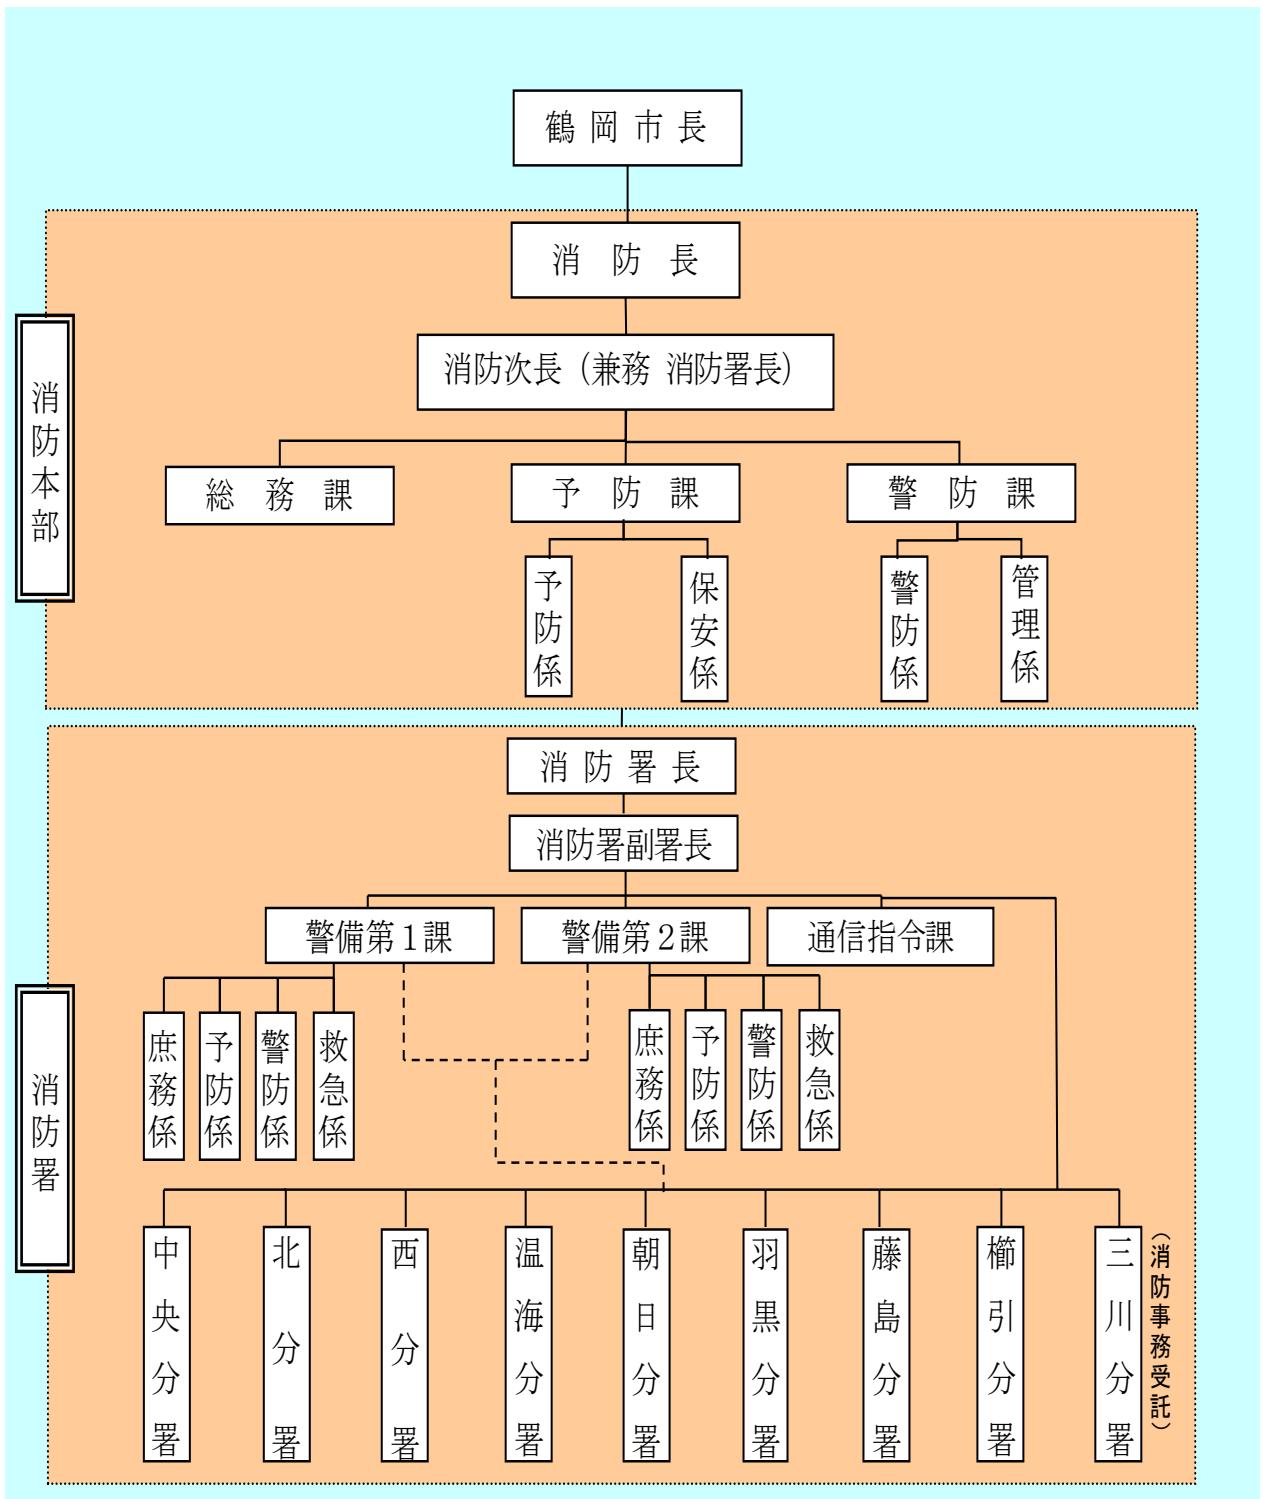 鶴岡市長
消防長
消防次長（兼務 消防署長）
消防本部
総務課
予防課
警防課
予防係
保安係
警防係
管理係
消防署長
消防署副署長
警備第１課
警備第２課
通信指令課
消防署
庶務係
予防係
警防係
救急係
庶務係
予防係
警防係
救急係
中央分署
北分署
西分署
温海分署
朝日分署
羽黒分署
藤島分署
櫛引分署
三川分署
（消防事務受託）